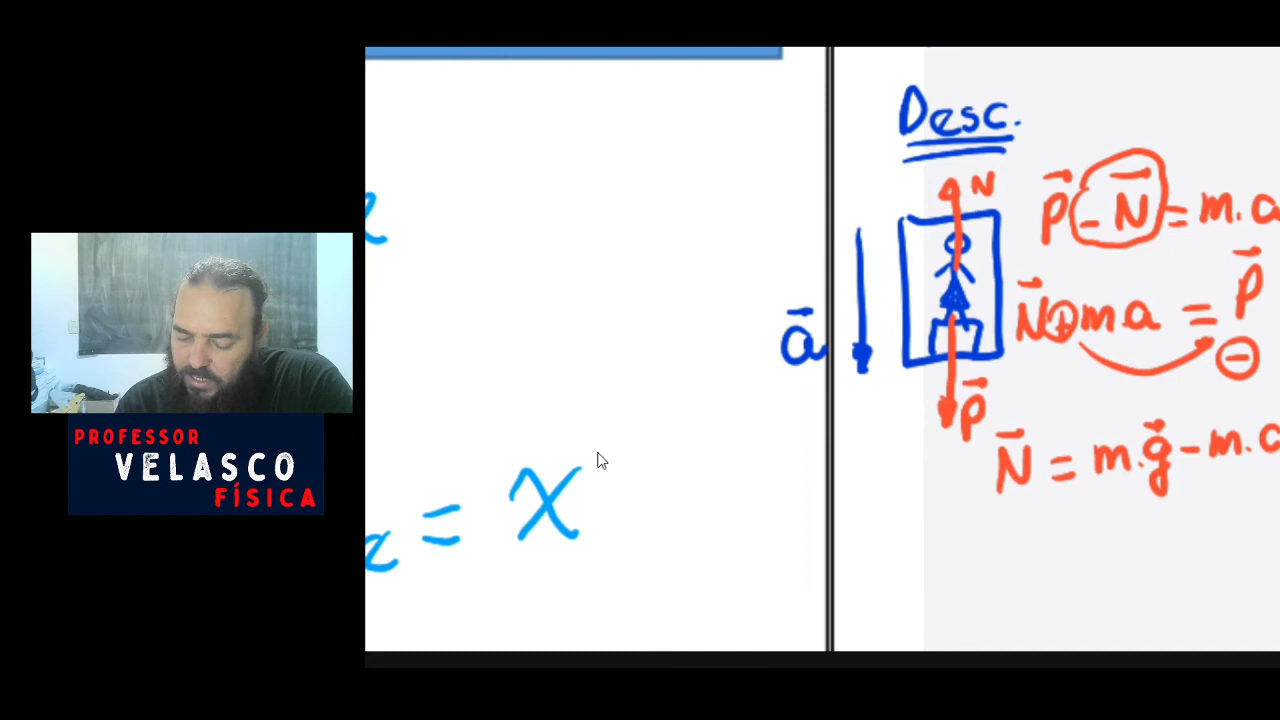 PROFESSOR
VELASCO
FÍSICA
= X
Desc.
N
P⃗ - N⃗ = m.a
N⃗ + m.a = P⃗
-
a⃗
P⃗
N⃗ = m.g⃗ - m.a